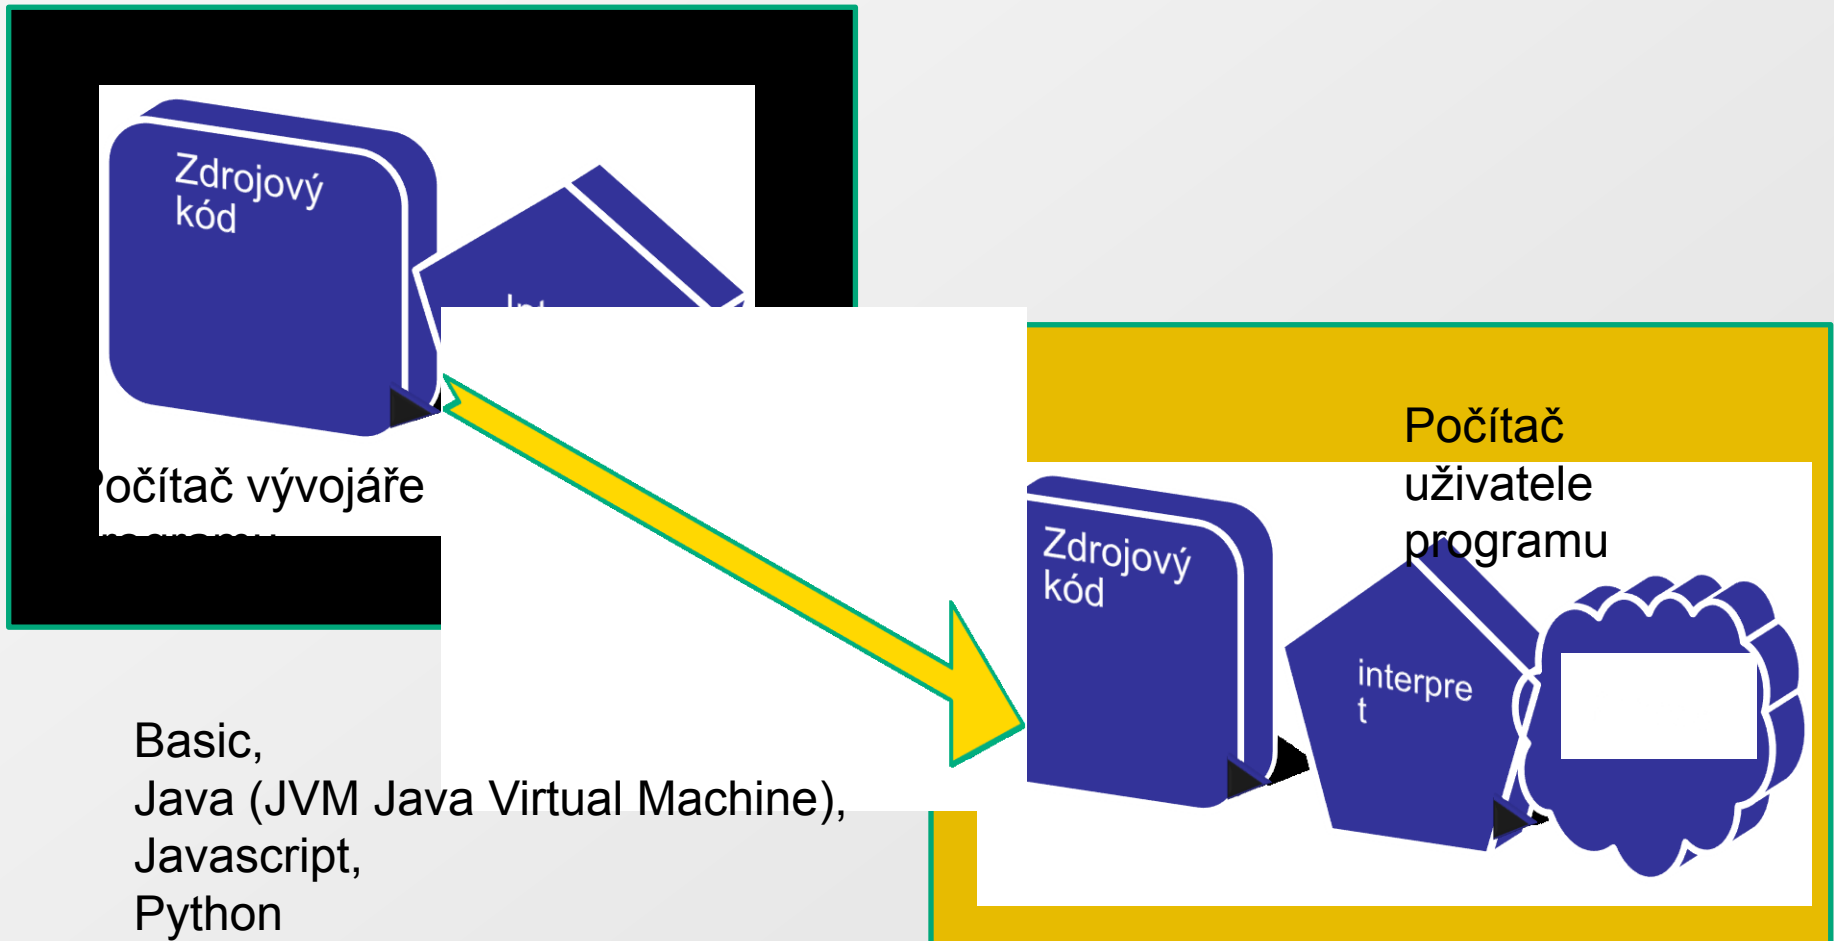 Zdrojový
kód
očítač vývojáře
Počítač
uživatele
programu
Zdrojový
kód
interpre
t
Basic,
Java (JVM Java Virtual Machine),
Javascript,
Python